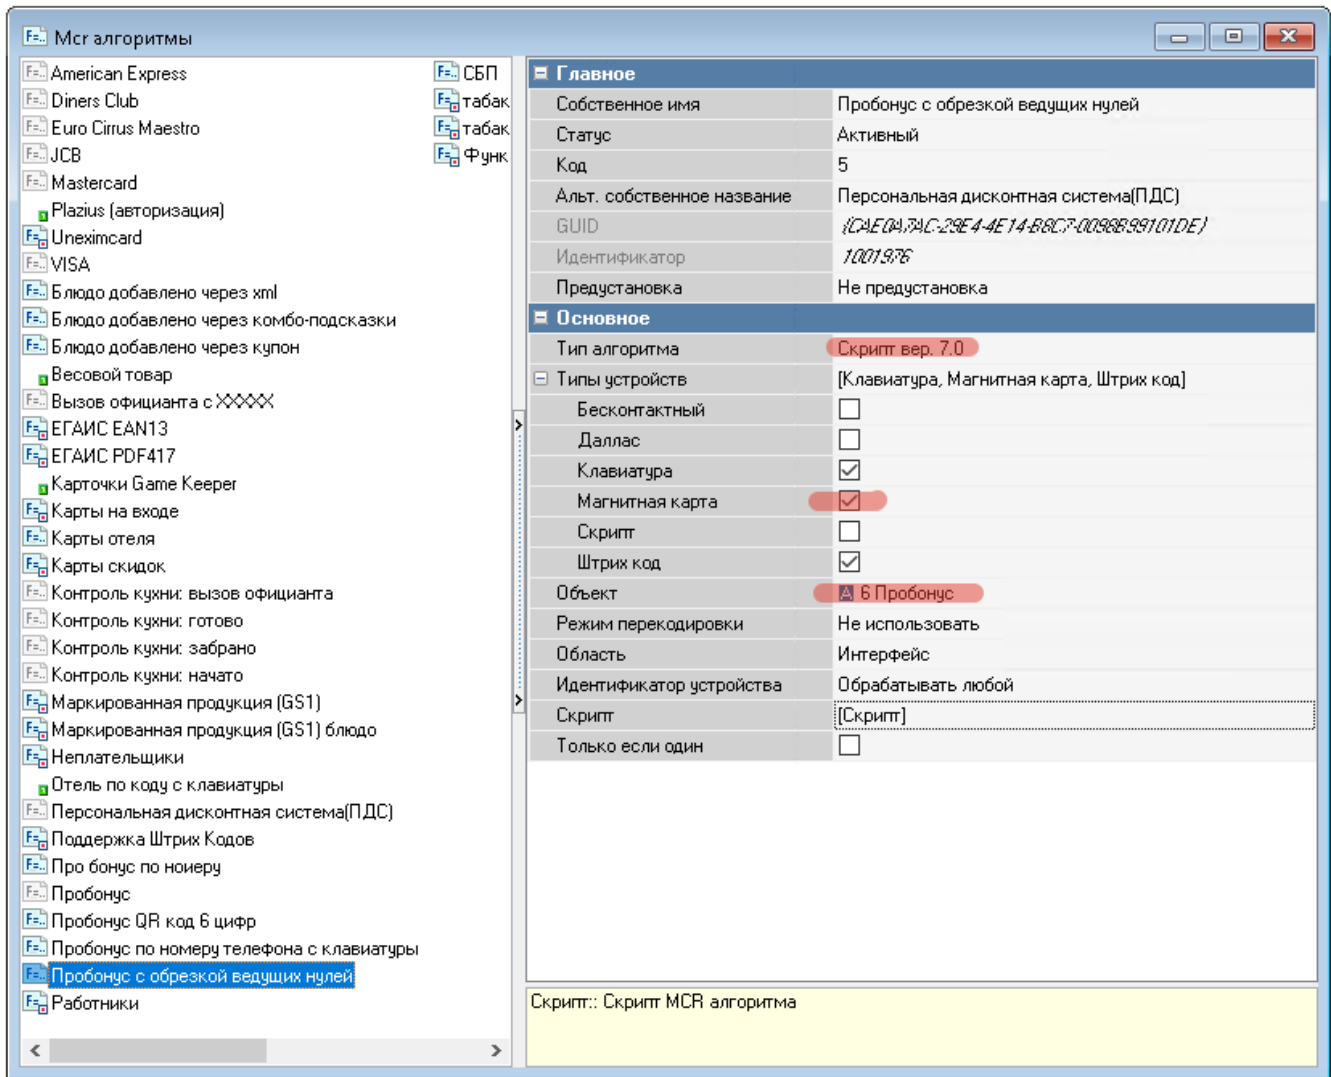 Mcr алгоритмы
American Express
Diners Club
Euro Cirrus Maestro
JCB
Mastercard
Plazius (авторизация)
Uneximcard
VISA
Блюдо добавлено через xml
Блюдо добавлено через комбо-подсказки
Блюдо добавлено через купон
Весовой товар
Вызов официанта с XXXXX
ЕГАИС EAN13
ЕГАИС PDF417
Карточки Game Keeper
Карты на входе
Карты отеля
Карты скидок
Контроль кухни: вызов официанта
Контроль кухни: готово
Контроль кухни: забрано
Контроль кухни: начато
Маркированная продукция (GS1)
Маркированная продукция (GS1) блюдо
Неплательщики
Отель по коду с клавиатуры
Персональная дисконтная система(ПДС)
Поддержка Штрих Кодов
Про бонус по ноиеру
Пробонус
Пробонус QR код 6 цифр
Пробонус по номеру телефона с клавиатуры
Пробонус с обрезкой ведущих нулей
Работники
СБП
табак
табак
Функ
Главное
Собственное имя Пробонус с обрезкой ведущих нулей
Статус Активный
Код 5
Альт. собственное название Персональная дисконтная система(ПДС)
GUID {CAE0A7AC-29E4-4E14-B8C7-0098B99101DE}
Идентификатор 1001976
Предустановка Не предустановка
Основное
Тип алгоритма Скрипт вер. 7.0
Типы устройств [Клавиатура, Магнитная карта, Штрих код]
Бесконтактный
Даллас
Клавиатура
Магнитная карта
Скрипт
Штрих код
Объект 6 Пробонус
Режим перекодировки Не использовать
Область Интерфейс
Идентификатор устройства Обрабатывать любой
Скрипт [Скрипт]
Только если один
Скрипт:: Скрипт MCR алгоритма